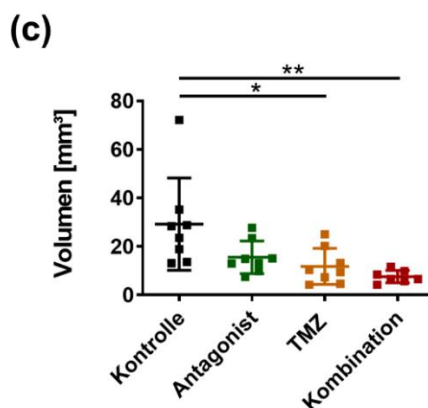 (c)
**
*
Volumen [mm³]
80
60
40
20
0
Kontrolle
Antagonist
TMZ
Kombination